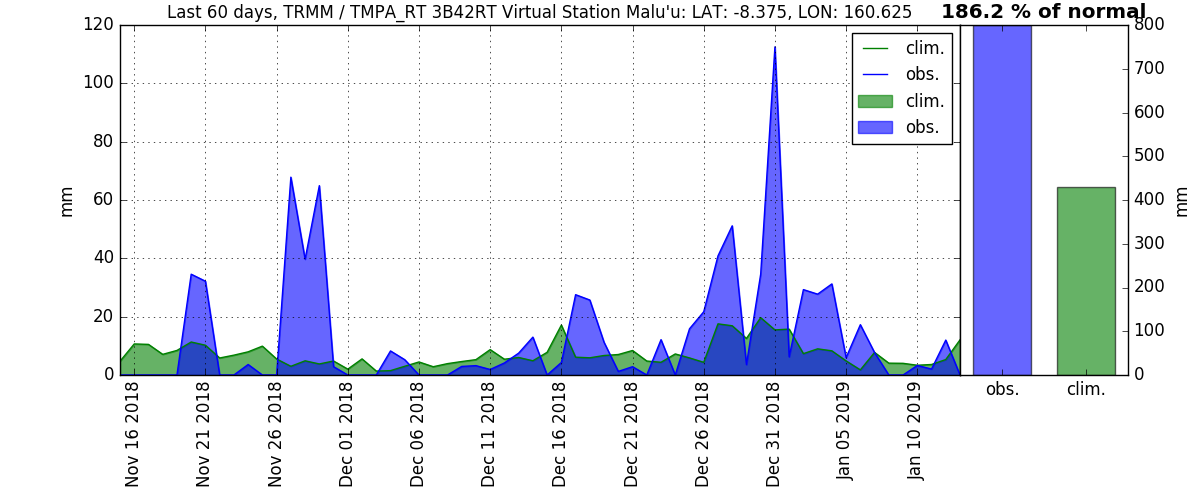 Last 60 days, TRMM / TMPA_RT 3B42RT Virtual Station Malu'u: LAT: -8.375, LON: 160.625
186.2 % of normal
120
100
80
60
40
20
0
mm
clim.
obs.
clim.
obs.
800
700
600
500
400
300
200
100
0
mm
Nov 16 2018
Nov 21 2018
Nov 26 2018
Dec 01 2018
Dec 06 2018
Dec 11 2018
Dec 16 2018
Dec 21 2018
Dec 26 2018
Dec 31 2018
Jan 05 2019
Jan 10 2019
obs.
clim.